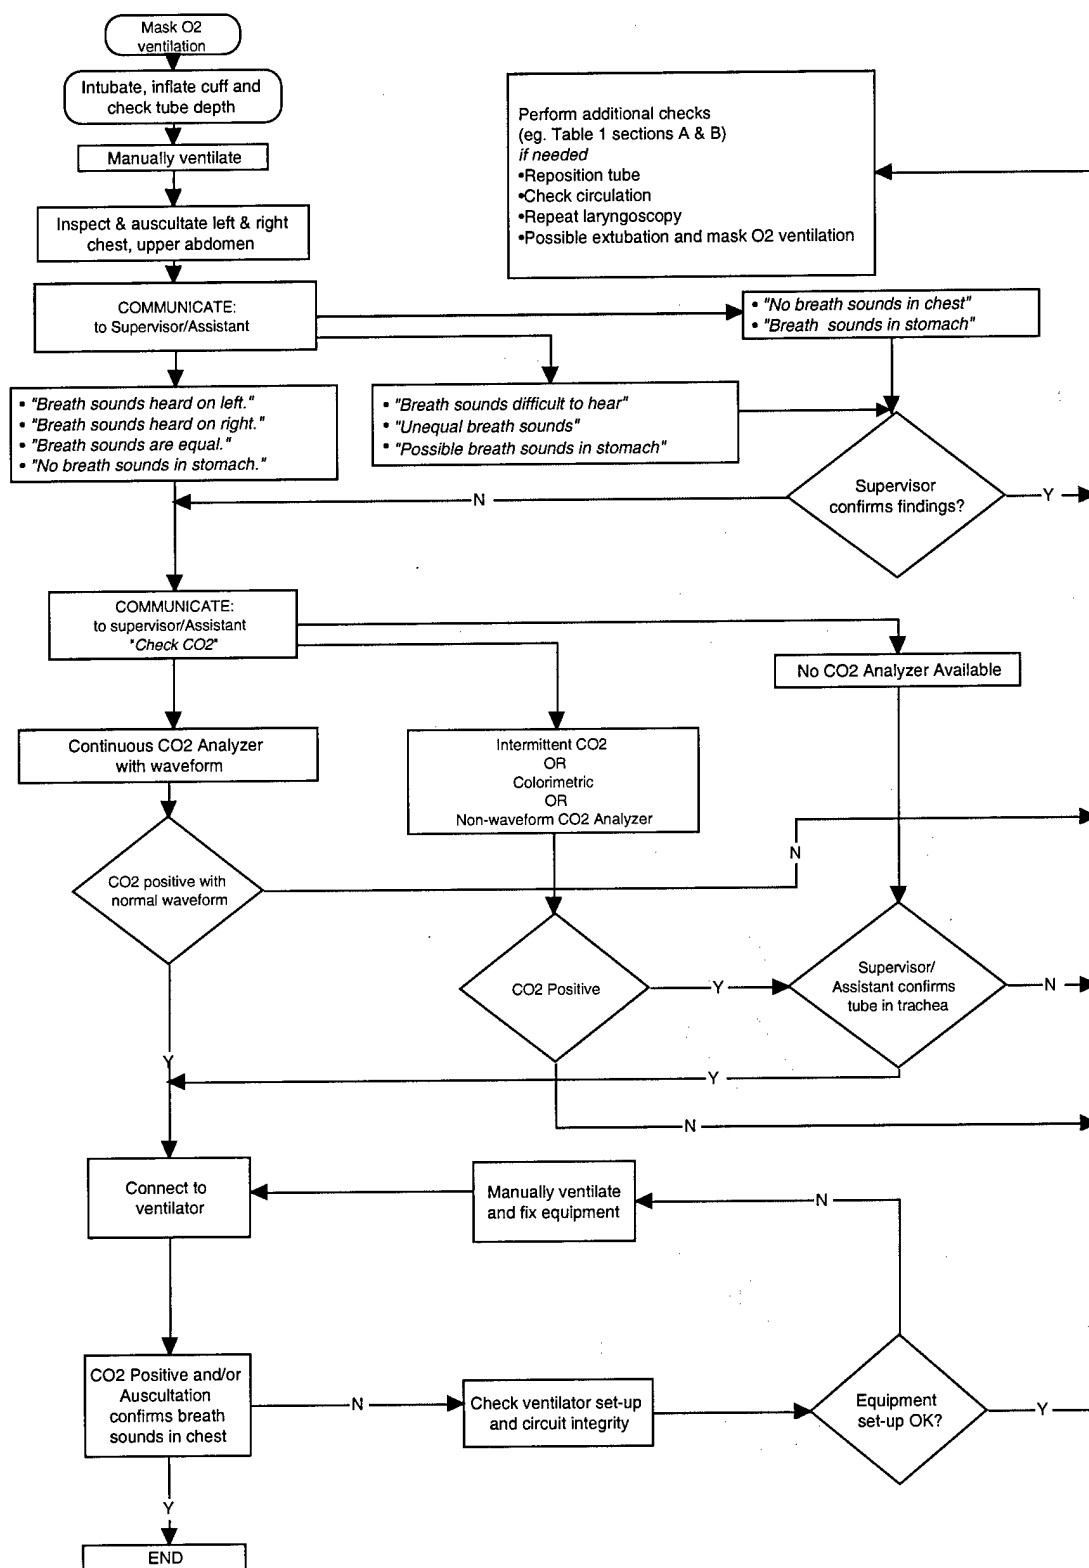 Mask O2
ventilation
Intubate, inflate cuff and
check tube depth
Manually ventilate
Inspect & auscultate left & right
chest, upper abdomen
Perform additional checks
(eg. Table 1 sections A & B)
if needed
•Reposition tube
•Check circulation
•Repeat laryngoscopy
•Possible extubation and mask O2 ventilation
COMMUNICATE:
to Supervisor/Assistant
• "No breath sounds in chest"
• "Breath sounds in stomach"
• "Breath sounds heard on left."
• "Breath sounds heard on right."
• "Breath sounds are equal."
• "No breath sounds in stomach."
• "Breath sounds difficult to hear"
• "Unequal breath sounds"
• "Possible breath sounds in stomach"
Supervisor
confirms findings?
N
Y
COMMUNICATE:
to supervisor/Assistant
"Check CO2"
No CO2 Analyzer Available
Continuous CO2 Analyzer
with waveform
Intermittent CO2
OR
Colorimetric
OR
Non-waveform CO2 Analyzer
CO2 positive with
normal waveform
N
CO2 Positive
Y
Supervisor/
Assistant confirms
tube in trachea
N
Y
Y
N
Connect to
ventilator
Manually ventilate
and fix equipment
N
CO2 Positive and/or
Auscultation
confirms breath
sounds in chest
N
Check ventilator set-up
and circuit integrity
Equipment
set-up OK?
Y
Y
END